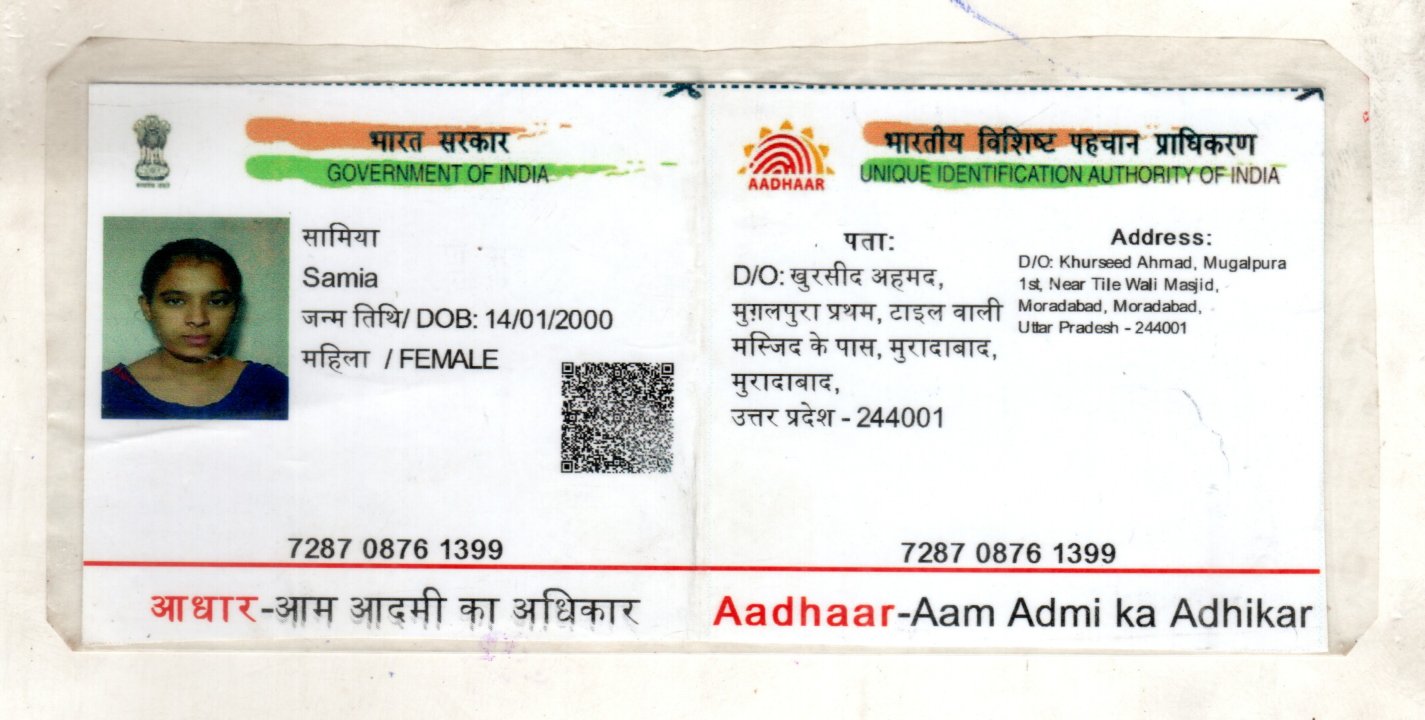 भारत सरकार
GOVERNMENT OF INDIA
सामिया
Samia
जन्म तिथि/ DOB: 14/01/2000
महिला / FEMALE
7287 0876 1399
आधार-आम आदमी का अधिकार
AADHAAR
भारतीय विशिष्ट पहचान प्राधिकरण
UNIQUE IDENTIFICATION AUTHORITY OF INDIA
पता:
D/O: खुरसीद अहमद,
मुग़लपुरा प्रथम, टाइल वाली
मस्जिद के पास, मुरादाबाद,
मुरादाबाद,
उत्तर प्रदेश - 244001
Address:
D/O: Khurseed Ahmad, Mugalpura
1st, Near Tile Wali Masjid,
Moradabad, Moradabad,
Uttar Pradesh - 244001
7287 0876 1399
Aadhaar-Aam Admi ka Adhikar